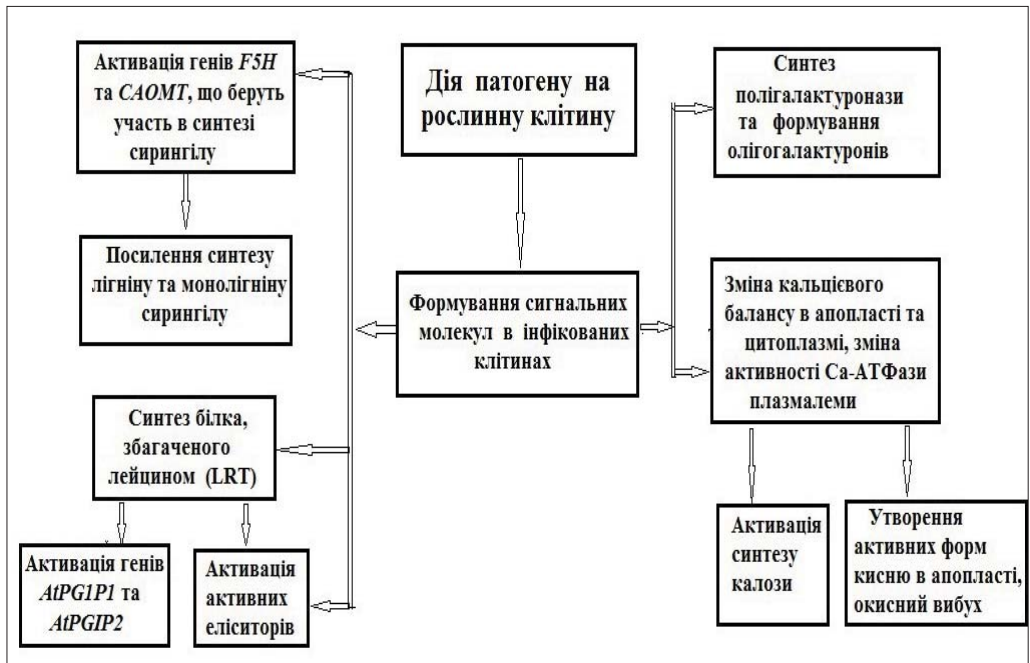 Активація генів F5H
та CAOMT, що беруть
участь в синтезі
сирингілу
Дія патогену на
рослинну клітину
Синтез
полігалактуронази
та формування
олігогалактуронів
Посилення синтезу
лігніну та монолігніну
сирингілу
Формування сигнальних
молекул в інфікованих
клітинах
Зміна кальцієвого
балансу в апопласті та
цитоплазмі, зміна
активності Са-АТФази
плазмалеми
Синтез білка,
збагаченого
лейцином (LRT)
Активація генів
AtPG1P1 та
AtPGIP2
Активація
активних
еліситорів
Активація
синтезу
калози
Утворення
активних форм
кисню в апопласті,
окисний вибух